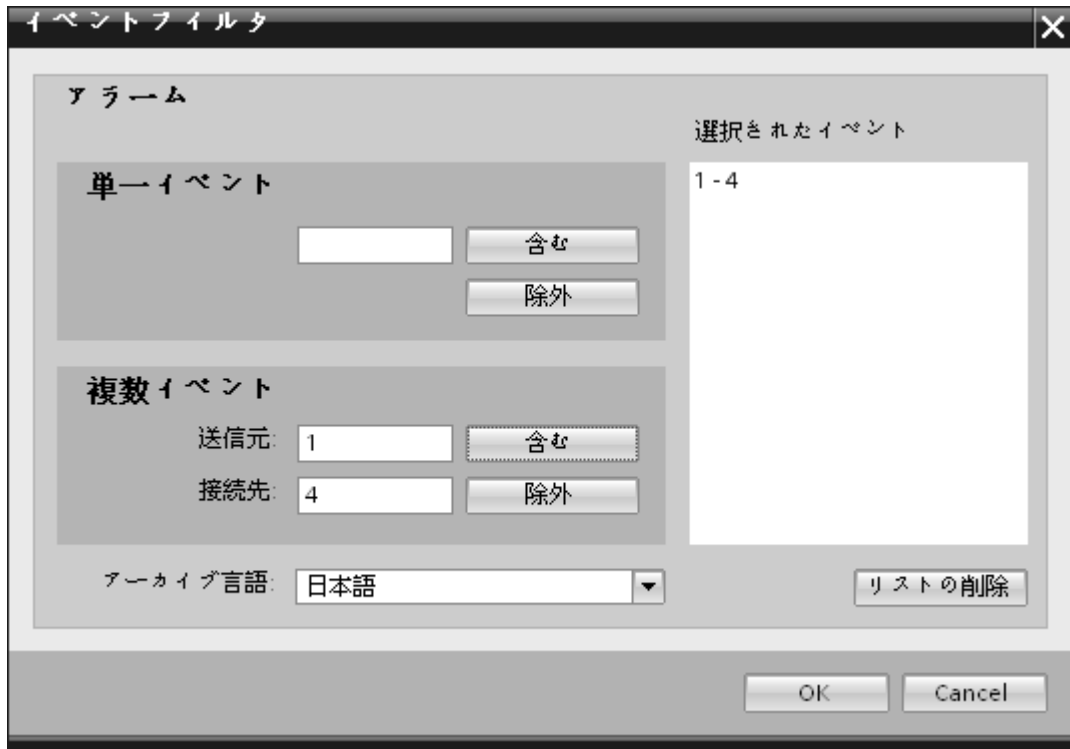 イベントフィルタ
アラーム
選択されたイベント
単一イベント
含む
除外
1 - 4
複数イベント
送信元: 1 含む
接続先: 4 除外
アーカイブ言語: 日本語
リストの削除
OK Cancel